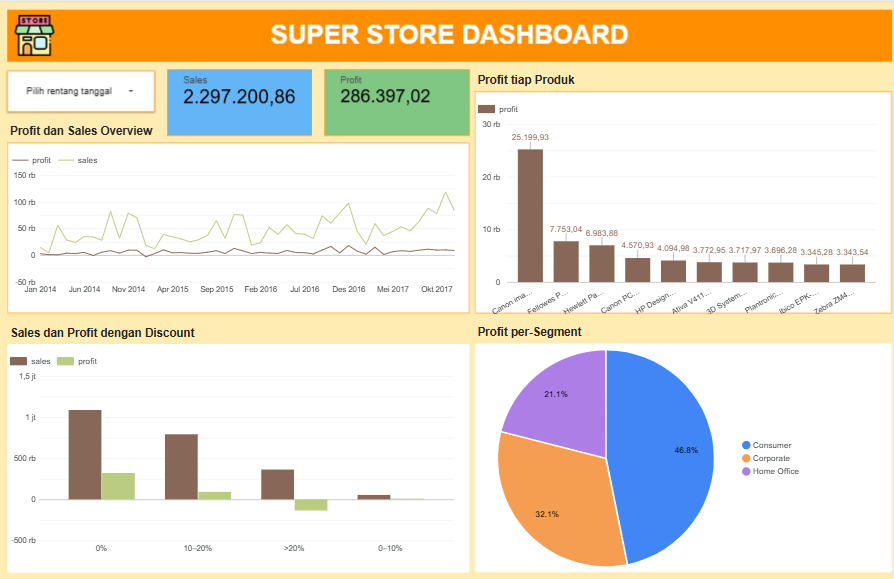 STORE
SUPER STORE DASHBOARD
Pilih rentang tanggal
Sales
2.297.200,86
Profit
286.397,02
Profit dan Sales Overview
profit sales
150 rb
100 rb
50 rb
0
-50 rb
Jan 2014 Jun 2014 Nov 2014 Apr 2015 Sep 2015 Feb 2016 Jul 2016 Des 2016 Mei 2017 Okt 2017
Profit tiap Produk
profit
30 rb
20 rb
10 rb
0
25.199,93 7.753,04 6.983,88 4.570,93 4.094,98 3.772,95 3.717,97 3.696,28 3.345,28 3.343,54
Canon ima... Fellowes P... Hewlett Pa... Canon PC... HP Design... Ativa V411... 3D System... Plantronic... Ibico EPK-... Zebra ZM4...
Sales dan Profit dengan Discount
sales profit
1,5 jt
1 jt
500 rb
0
-500 rb
0% 10–20% >20% 0–10%
Profit per-Segment
21.1%
46.8%
32.1%
Consumer
Corporate
Home Office